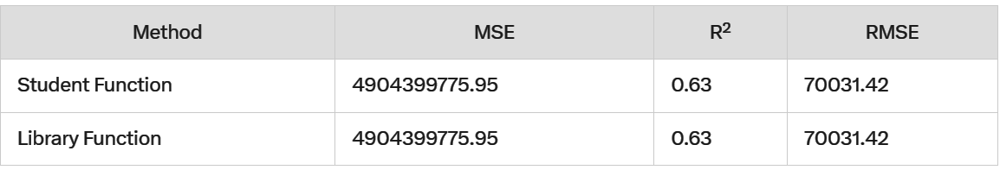 Method MSE R² RMSE
Student Function 4904399775.95 0.63 70031.42
Library Function 4904399775.95 0.63 70031.42